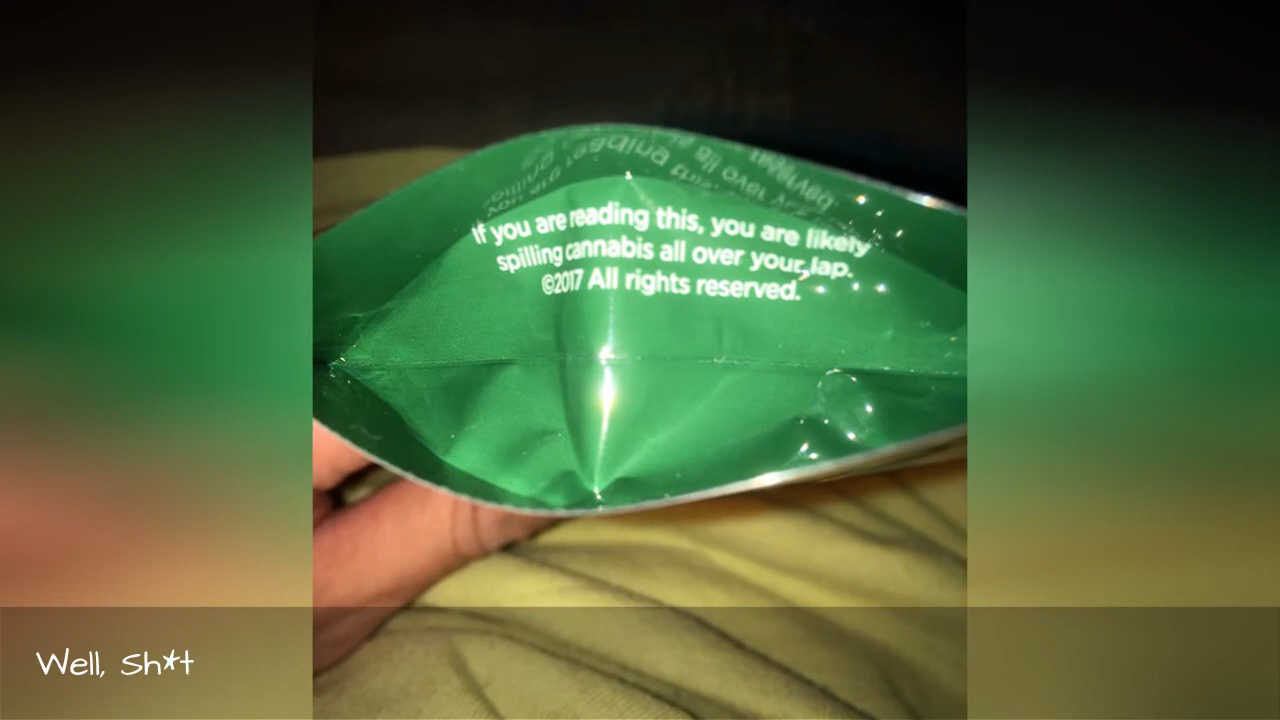 If you are reading this, you are likely
spilling cannabis all over your lap.
©2017 All rights reserved.
Well, Sh*t